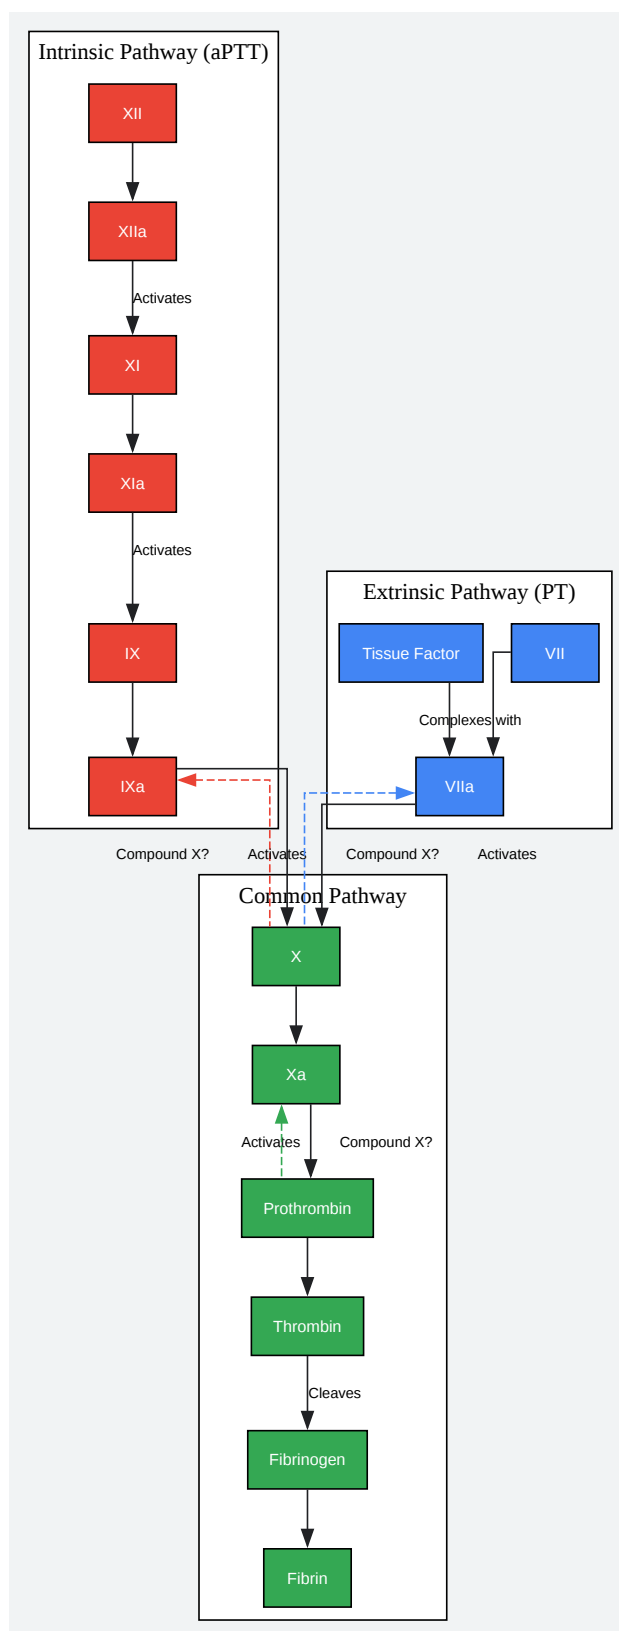 Intrinsic Pathway (aPTT)
XII
XIIa
Activates
XI
XIa
Activates
IX
IXa
Extrinsic Pathway (PT)
Tissue Factor
VII
Complexes with
VIIa
Compound X?
Activates
Compound X?
Activates
Common Pathway
X
Xa
Activates
Compound X?
Prothrombin
Thrombin
Cleaves
Fibrinogen
Fibrin